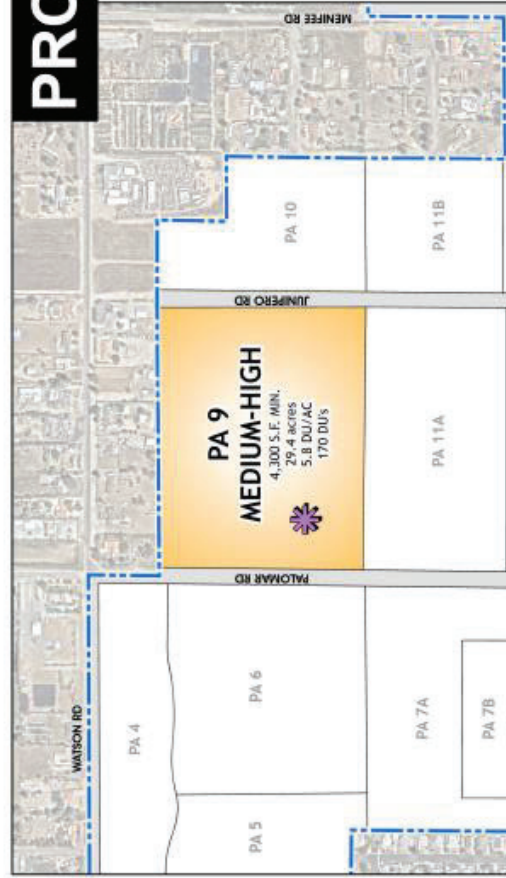 PRO
MENIFEE RD
WATSON RD
PA 10
PA 11B
JUNIPERO RD
PA 9
MEDIUM-HIGH
4,300 S.F. MIN.
29.4 acres
5.8 DU/AC
170 DU's
PA 11A
PALOMAR RD
PA 4
PA 6
PA 5
PA 7A
PA 7B